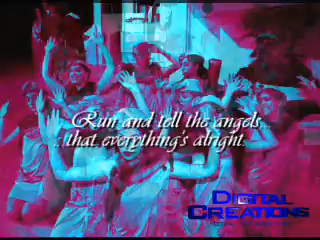 Run and tell the angels...
...that everything's alright
DIGITAL
CREATIONS